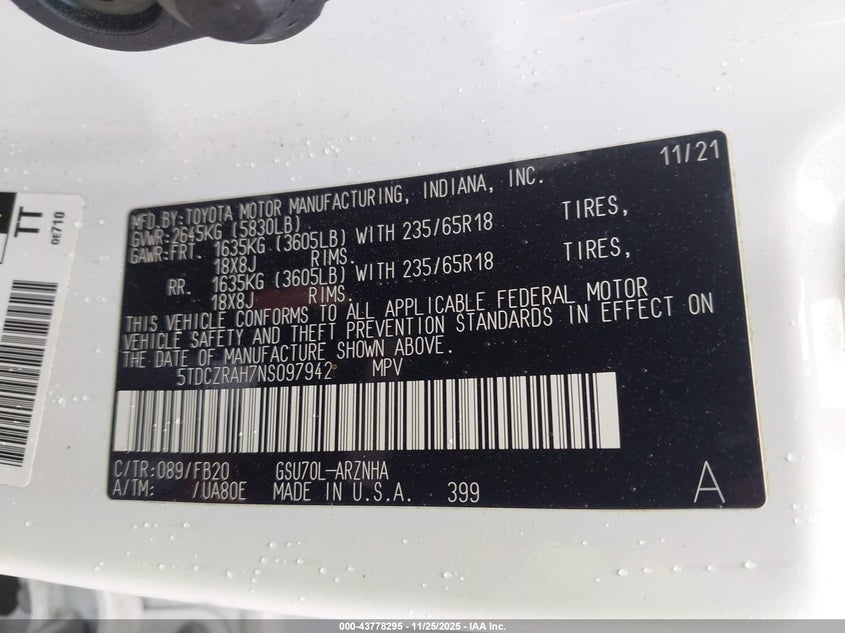 11/21
MFD.BY:TOYOTA MOTOR MANUFACTURING, INDIANA, INC.
GVWR:2645KG (5830LB)
GAWR:FRT. 1635KG (3605LB) WITH 235/65R18 TIRES,
18X8J RIMS.
RR. 1635KG (3605LB) WITH 235/65R18 TIRES,
18X8J RIMS.
THIS VEHICLE CONFORMS TO ALL APPLICABLE FEDERAL MOTOR
VEHICLE SAFETY AND THEFT PREVENTION STANDARDS IN EFFECT ON
THE DATE OF MANUFACTURE SHOWN ABOVE.
5TDCZRAH7NS097942 MPV
C/TR:089/FB20 GSU70L-ARZNHA
A/TM: /UA80E MADE IN U.S.A. 399
A
TT
0E710
000-43778295 - 11/25/2025 - IAA Inc.